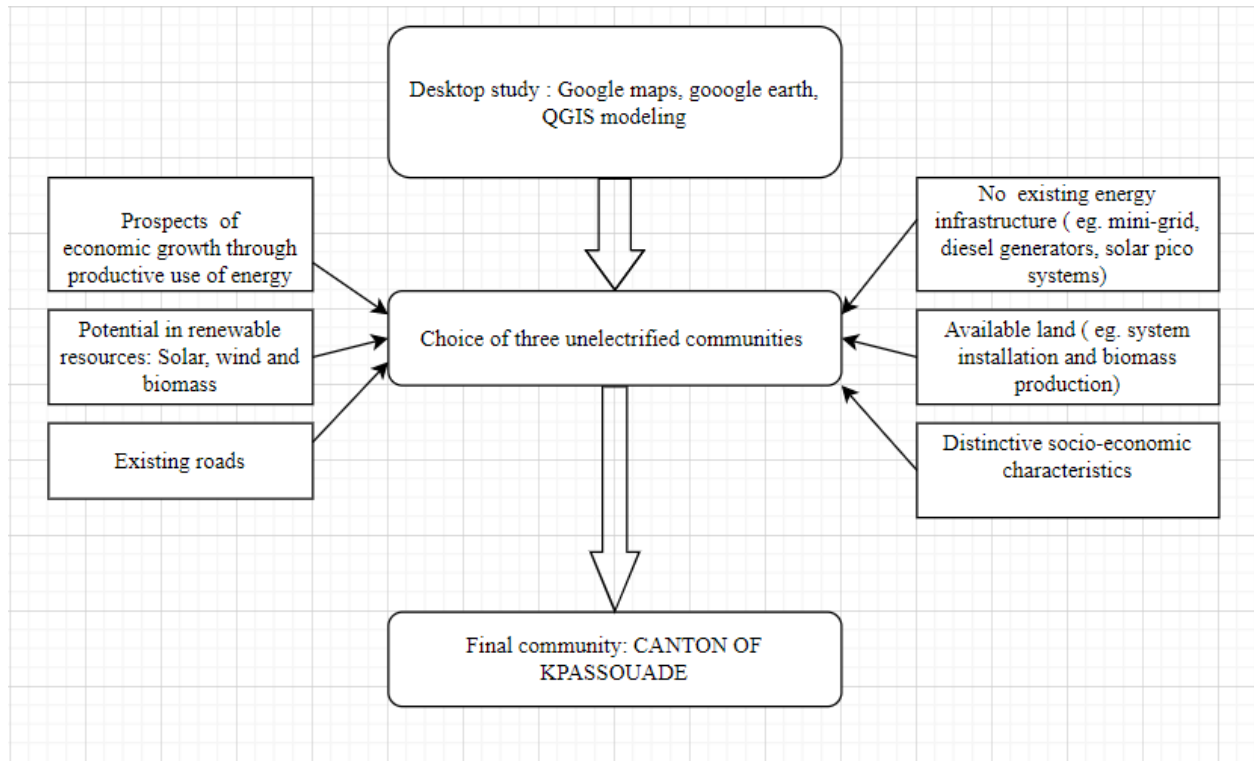 Desktop study : Google maps, gooogle earth,
QGIS modeling
Prospects of
economic growth through
productive use of energy
Potential in renewable
resources: Solar, wind and
biomass
Existing roads
Choice of three unelectrified communities
No existing energy
infrastructure ( eg. mini-grid,
diesel generators, solar pico
systems)
Available land ( eg. system
installation and biomass
production)
Distinctive socio-economic
characteristics
Final community: CANTON OF
KPASSOUADE